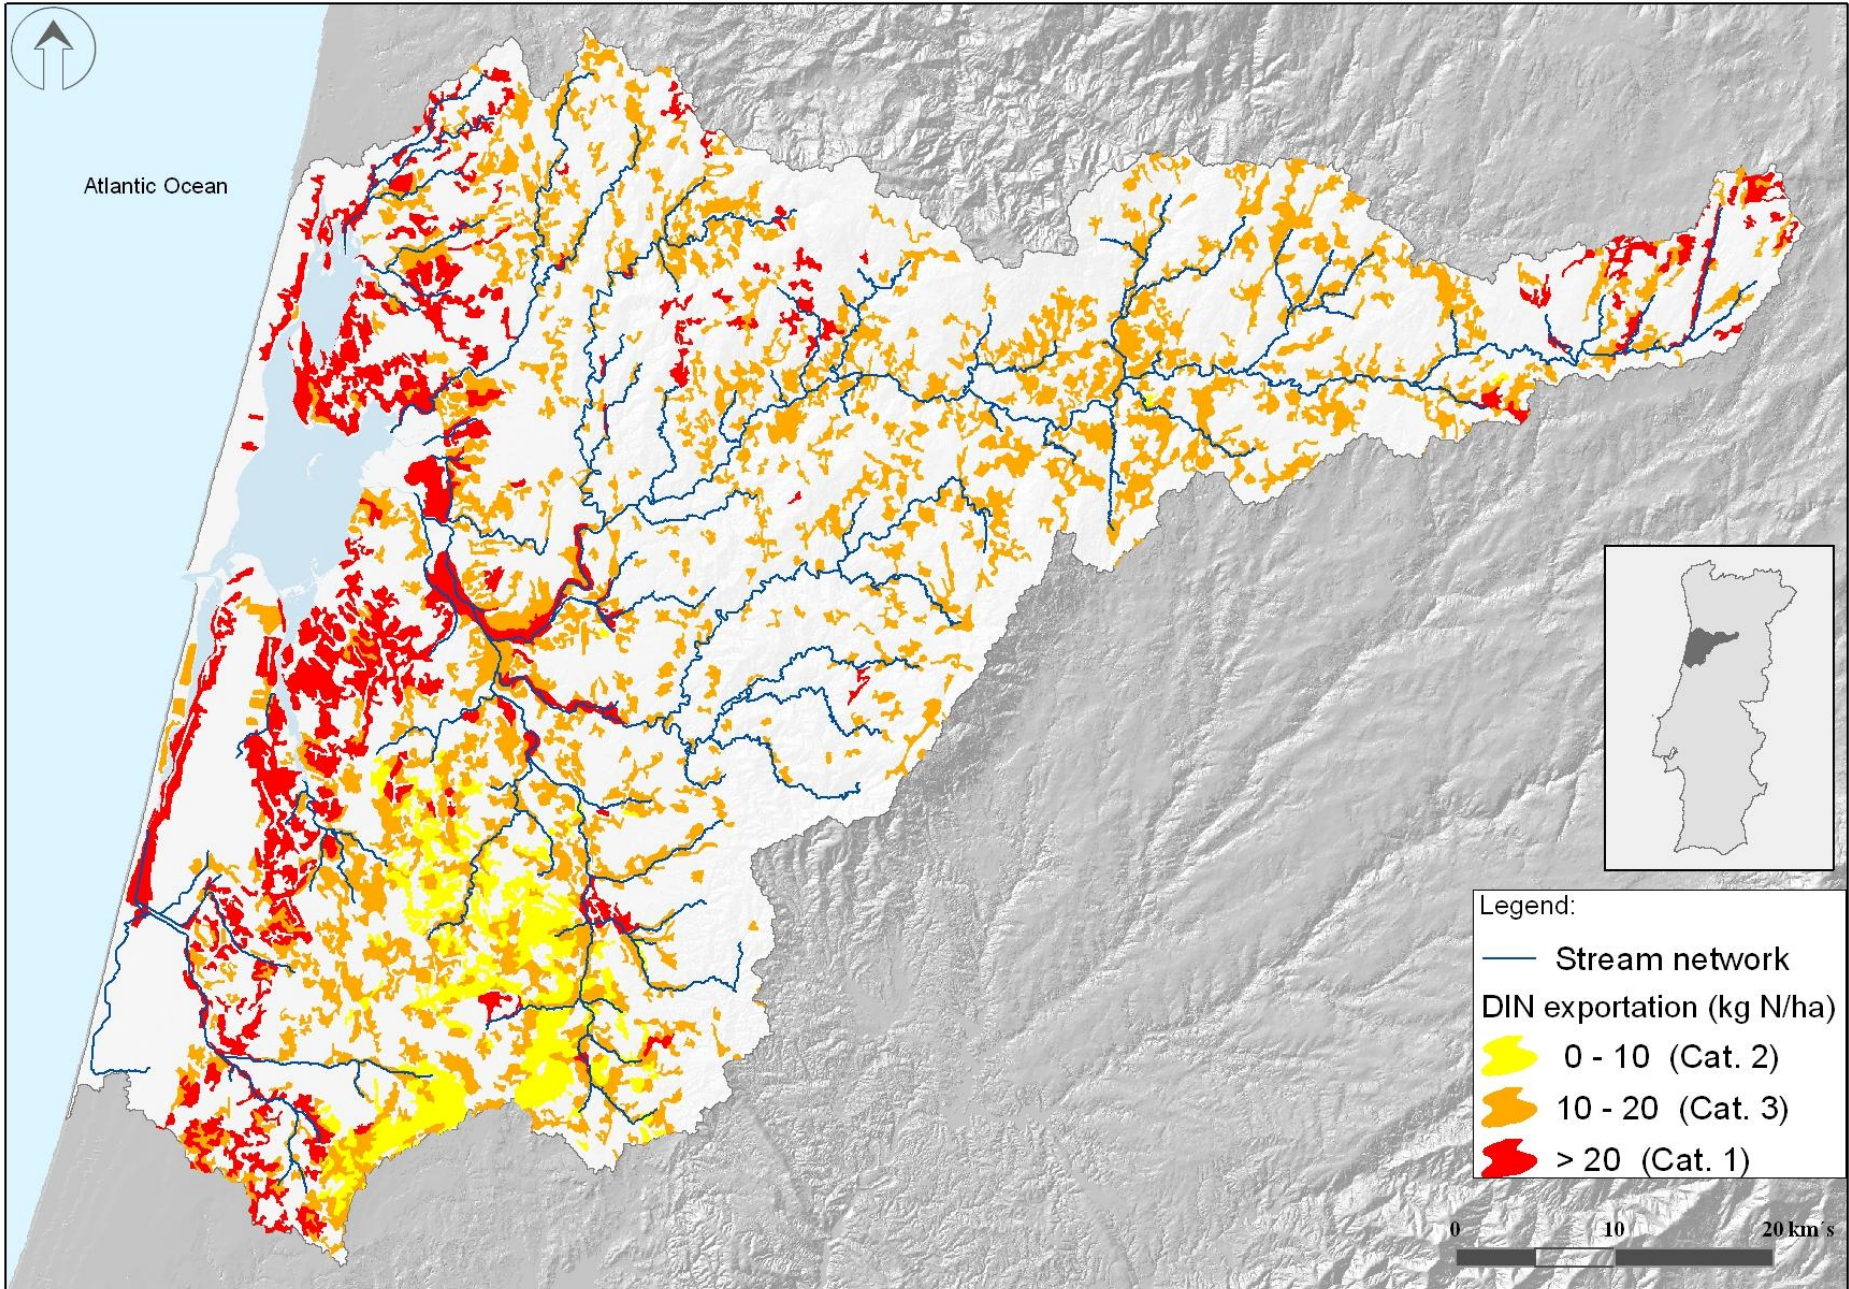 Atlantic Ocean
Legend:
Stream network
DIN exportation (kg N/ha)
0 - 10 (Cat. 2)
10 - 20 (Cat. 3)
> 20 (Cat. 1)
0 10 20 km´s